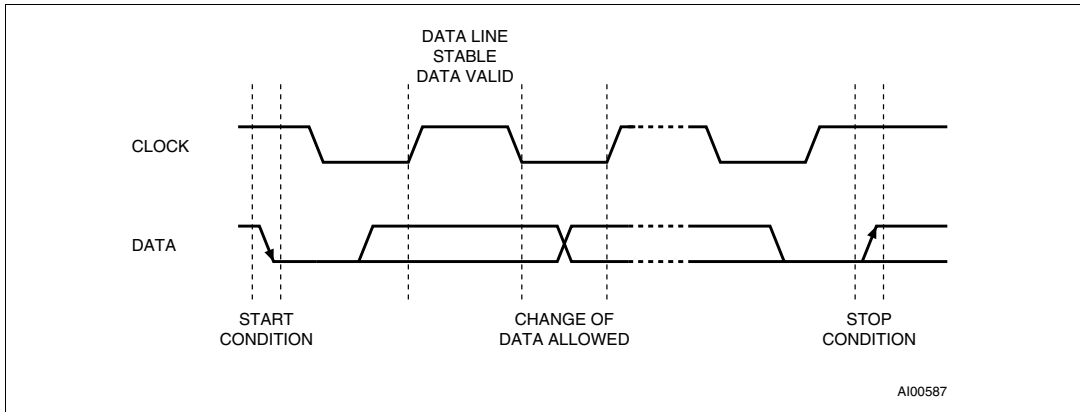 DATA LINE
STABLE
DATA VALID
CLOCK
DATA
START
CONDITION
CHANGE OF
DATA ALLOWED
STOP
CONDITION
AI00587